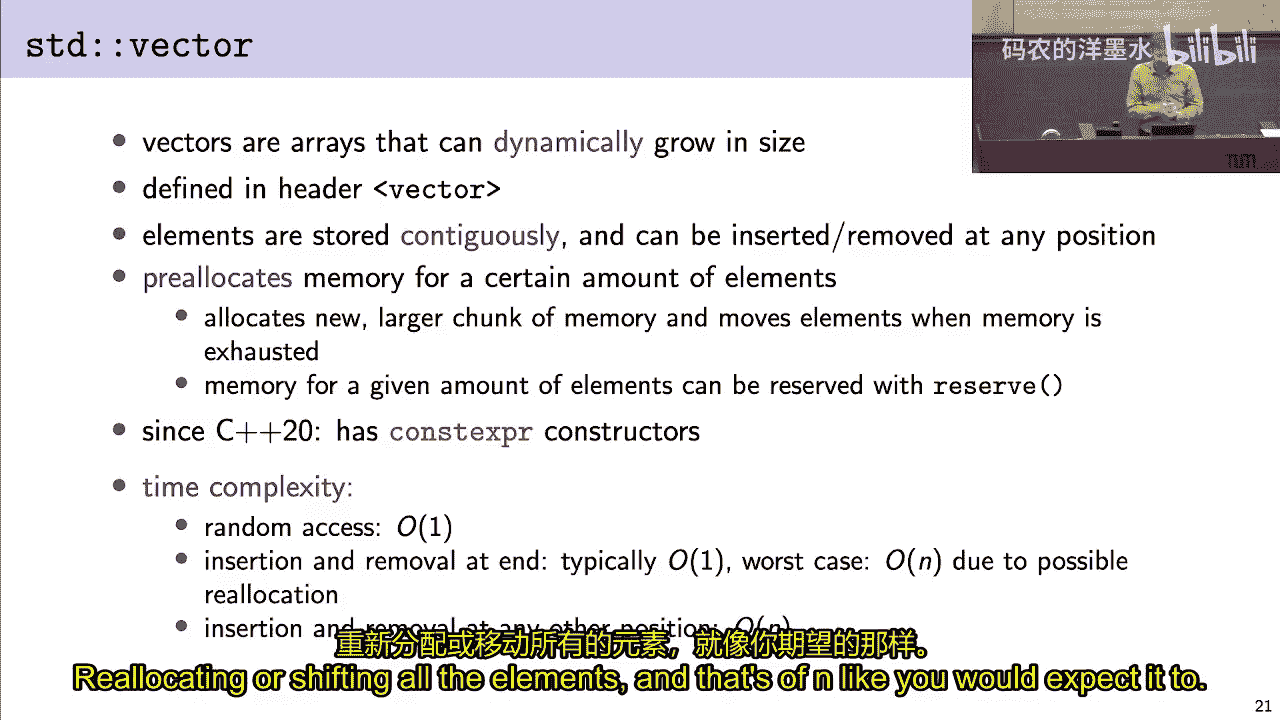 std::vector
码农的洋墨水 bilibili
TUM
• vectors are arrays that can dynamically grow in size
• defined in header <vector>
• elements are stored contiguously, and can be inserted/removed at any position
• preallocates memory for a certain amount of elements
• allocates new, larger chunk of memory and moves elements when memory is
exhausted
• memory for a given amount of elements can be reserved with reserve()
• since C++20: has constexpr constructors
• time complexity:
• random access: O(1)
• insertion and removal at end: typically O(1), worst case: O(n) due to possible
reallocation
• insertion and removal at any other position: O(n)
重新分配或移动所有的元素，就像你期望的那样。
Reallocating or shifting all the elements, and that's of n like you would expect it to.
21